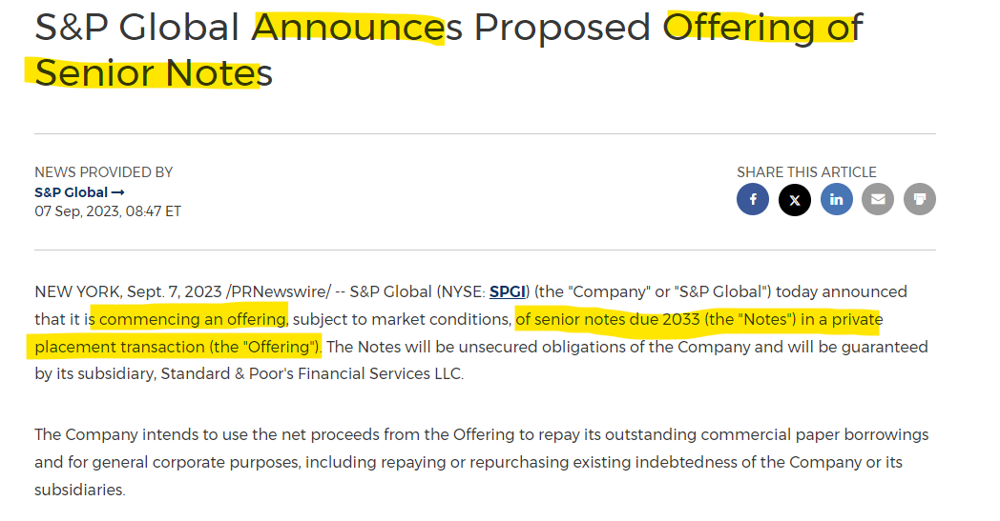 S&P Global Announces Proposed Offering of
Senior Notes
NEWS PROVIDED BY
S&P Global →
07 Sep, 2023, 08:47 ET
SHARE THIS ARTICLE
NEW YORK, Sept. 7, 2023 /PRNewswire/ -- S&P Global (NYSE: SPGI) (the "Company" or "S&P Global") today announced
that it is commencing an offering, subject to market conditions, of senior notes due 2033 (the "Notes") in a private
placement transaction (the "Offering"). The Notes will be unsecured obligations of the Company and will be guaranteed
by its subsidiary, Standard & Poor's Financial Services LLC.
The Company intends to use the net proceeds from the Offering to repay its outstanding commercial paper borrowings
and for general corporate purposes, including repaying or repurchasing existing indebtedness of the Company or its
subsidiaries.